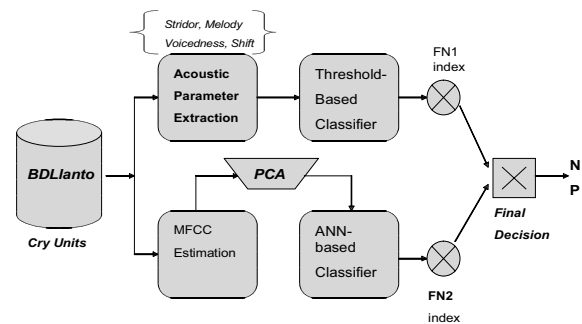 Stridor, Melody
Voicedness, Shift
Acoustic
Parameter
Extraction
Threshold-
Based
Classifier
FN1
index
BDLlanto
Cry Units
PCA
MFCC
Estimation
ANN-
based
Classifier
FN2
index
N
P
Final
Decision